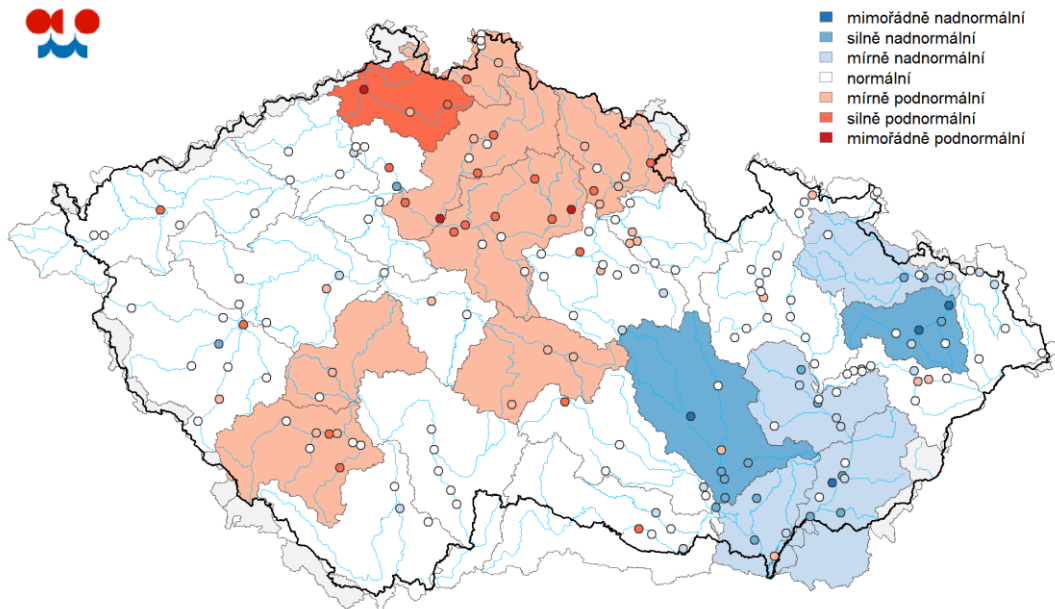 mimořádně nadnormální
silně nadnormální
mírně nadnormální
normální
mírně podnormální
silně podnormální
mimořádně podnormální